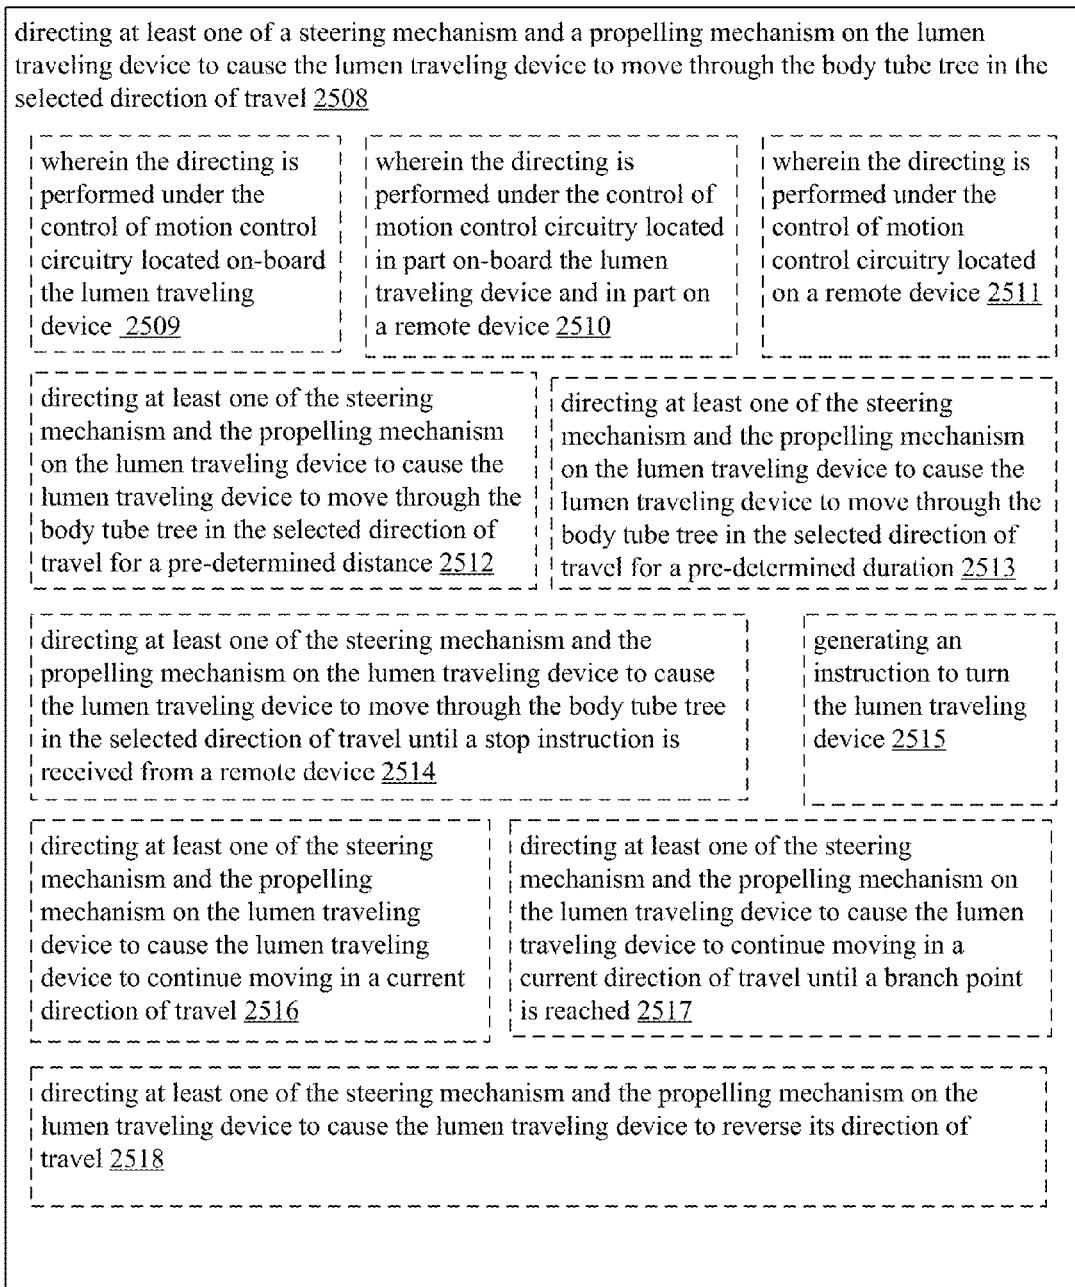 directing at least one of a steering mechanism and a propelling mechanism on the lumen
traveling device to cause the lumen traveling device to move through the body tube tree in the
selected direction of travel 2508
wherein the directing is
performed under the
control of motion control
circuitry located on-board
the lumen traveling
device 2509
wherein the directing is
performed under the control of
motion control circuitry located
in part on-board the lumen
traveling device and in part on
a remote device 2510
wherein the directing is
performed under the
control of motion
control circuitry located
on a remote device 2511
directing at least one of the steering
mechanism and the propelling mechanism
on the lumen traveling device to cause the
lumen traveling device to move through the
body tube tree in the selected direction of
travel for a pre-determined distance 2512
directing at least one of the steering
mechanism and the propelling mechanism
on the lumen traveling device to cause the
lumen traveling device to move through the
body tube tree in the selected direction of
travel for a pre-determined duration 2513
directing at least one of the steering mechanism and the
propelling mechanism on the lumen traveling device to cause
the lumen traveling device to move through the body tube tree
in the selected direction of travel until a stop instruction is
received from a remote device 2514
generating an
instruction to turn
the lumen traveling
device 2515
directing at least one of the steering
mechanism and the propelling
mechanism on the lumen traveling
device to cause the lumen traveling
device to continue moving in a current
direction of travel 2516
directing at least one of the steering
mechanism and the propelling mechanism on
the lumen traveling device to cause the lumen
traveling device to continue moving in a
current direction of travel until a branch point
is reached 2517
directing at least one of the steering mechanism and the propelling mechanism on the
lumen traveling device to cause the lumen traveling device to reverse its direction of
travel 2518